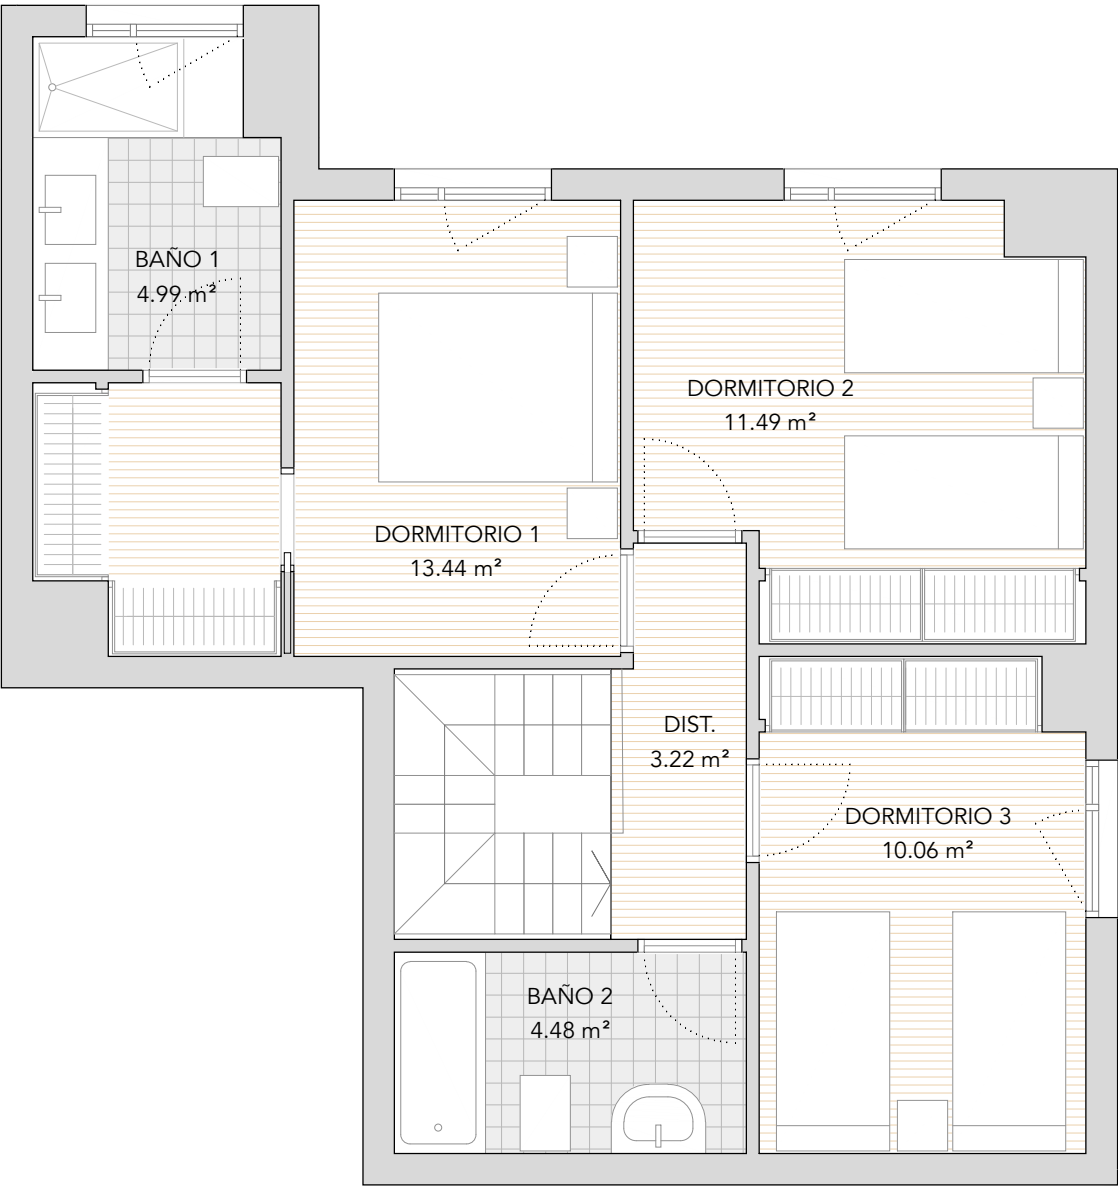 BAÑO 1
4.99 m²
DORMITORIO 2
11.49 m²
DORMITORIO 1
13.44 m²
DIST.
3.22 m²
DORMITORIO 3
10.06 m²
BAÑO 2
4.48 m²